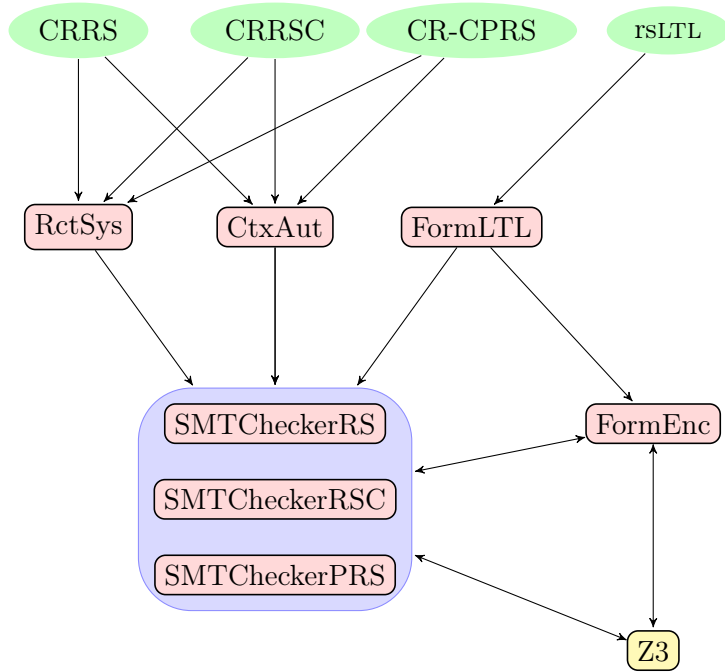 CRRS
CRRSC
CR-CPRS
rsLTL
RctSys
CtxAut
FormLTL
SMTCheckerRS
FormEnc
SMTCheckerRSC
SMTCheckerPRS
Z3